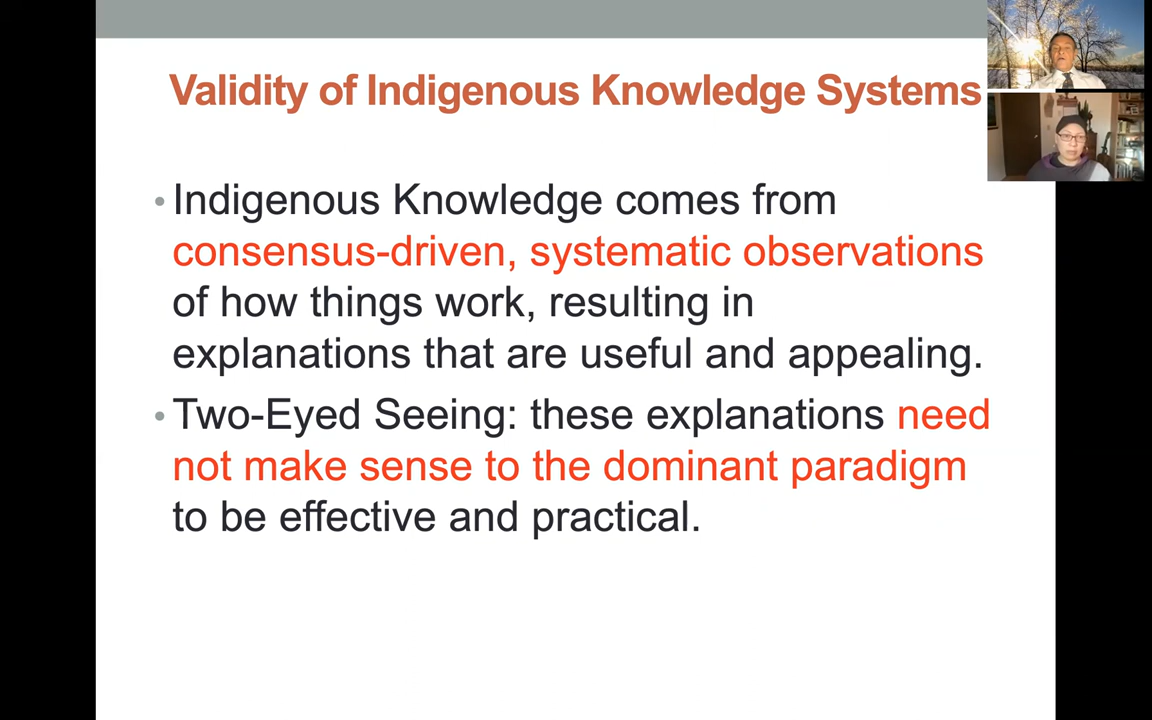 Validity of Indigenous Knowledge Systems
• Indigenous Knowledge comes from
consensus-driven, systematic observations
of how things work, resulting in
explanations that are useful and appealing.
• Two-Eyed Seeing: these explanations need
not make sense to the dominant paradigm
to be effective and practical.